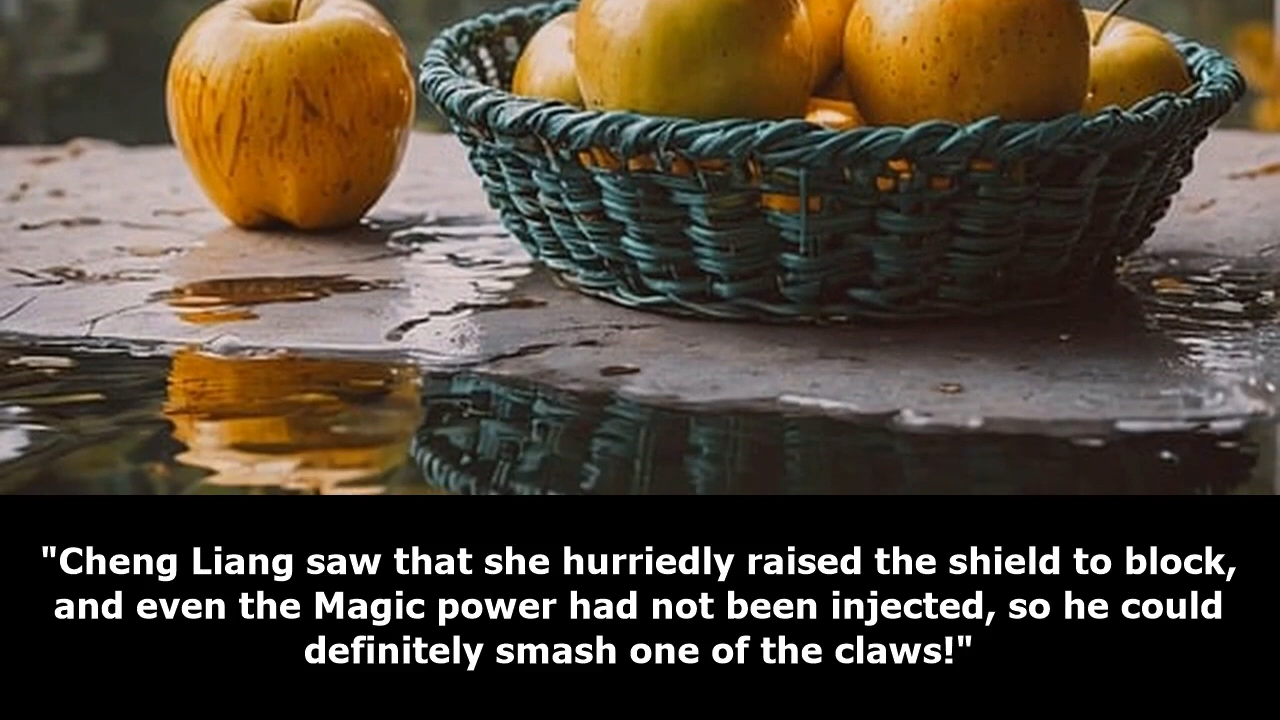 "Cheng Liang saw that she hurriedly raised the shield to block,
and even the Magic power had not been injected, so he could
definitely smash one of the claws!"